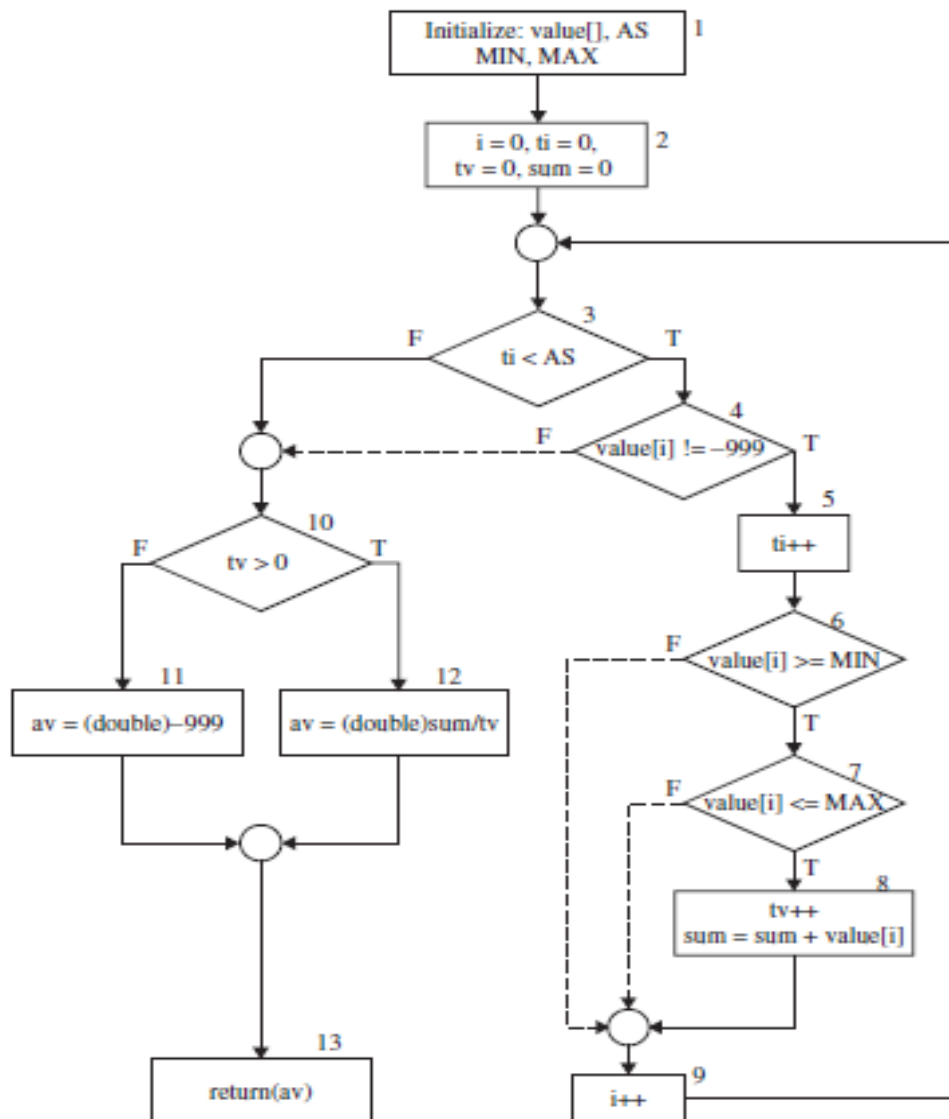 Initialize: value[], AS
MIN, MAX
1
i = 0, ti = 0,
tv = 0, sum = 0
2
3
F
T
ti < AS
4
F
T
value[i] != –999
5
ti++
10
F
T
tv > 0
6
F
value[i] >= MIN
T
11
av = (double)–999
12
av = (double)sum/tv
7
F
value[i] <= MAX
T
8
tv++
sum = sum + value[i]
13
return(av)
9
i++